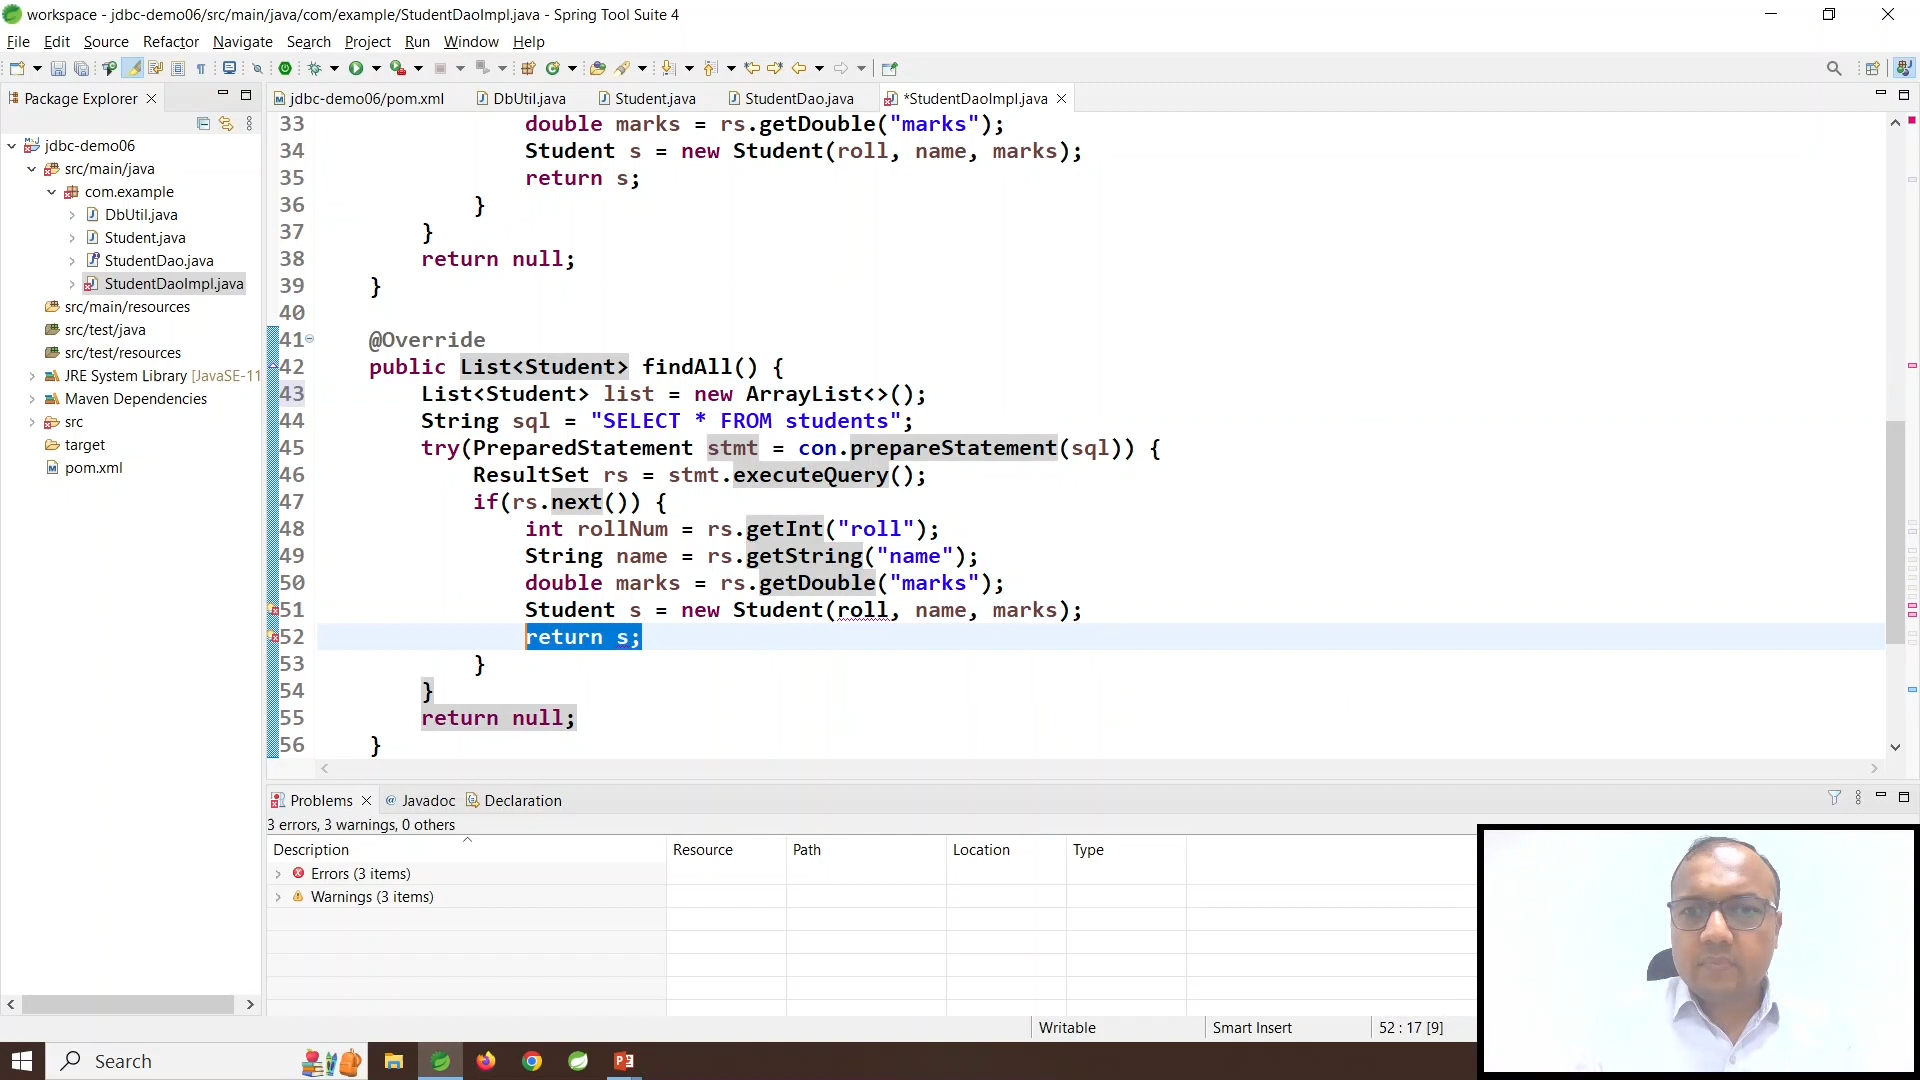 workspace - jdbc-demo06/src/main/java/com/example/StudentDaoImpl.java - Spring Tool Suite 4
File Edit Source Refactor Navigate Search Project Run Window Help
Package Explorer
jdbc-demo06/pom.xml DbUtil.java Student.java StudentDao.java *StudentDaoImpl.java
jdbc-demo06
src/main/java
com.example
DbUtil.java
Student.java
StudentDao.java
StudentDaoImpl.java
src/main/resources
src/test/java
src/test/resources
JRE System Library [JavaSE-11
Maven Dependencies
src
target
pom.xml
33 double marks = rs.getDouble("marks");
34 Student s = new Student(roll, name, marks);
35 return s;
36 }
37 }
38 return null;
39 }
40
41 @Override
42 public List<Student> findAll() {
43 List<Student> list = new ArrayList<>();
44 String sql = "SELECT * FROM students";
45 try(PreparedStatement stmt = con.prepareStatement(sql)) {
46 ResultSet rs = stmt.executeQuery();
47 if(rs.next()) {
48 int rollNum = rs.getInt("roll");
49 String name = rs.getString("name");
50 double marks = rs.getDouble("marks");
51 Student s = new Student(roll, name, marks);
52 return s;
53 }
54 }
55 return null;
56 }
Problems @ Javadoc Declaration
3 errors, 3 warnings, 0 others
Description Resource Path Location Type
Errors (3 items)
Warnings (3 items)
Writable Smart Insert 52 : 17 [9]
Search